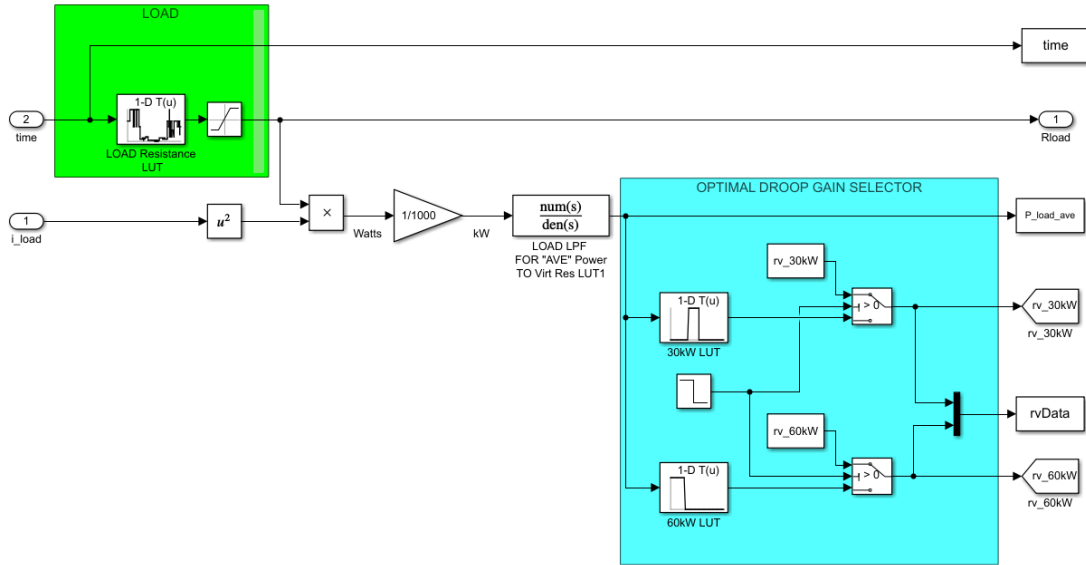 LOAD
time
1-D T(u)
2
time
LOAD Resistance
LUT
1
Rload
OPTIMAL DROOP GAIN SELECTOR
1
i_load
u²
×
Watts
1/1000
kW
num(s)
den(s)
LOAD LPF
FOR "AVE" Power
TO Virt Res LUT1
P_load_ave
rv_30kW
1-D T(u)
30kW LUT
> 0
rv_30kW
rv_30kW
rvData
rv_60kW
1-D T(u)
60kW LUT
> 0
rv_60kW
rv_60kW